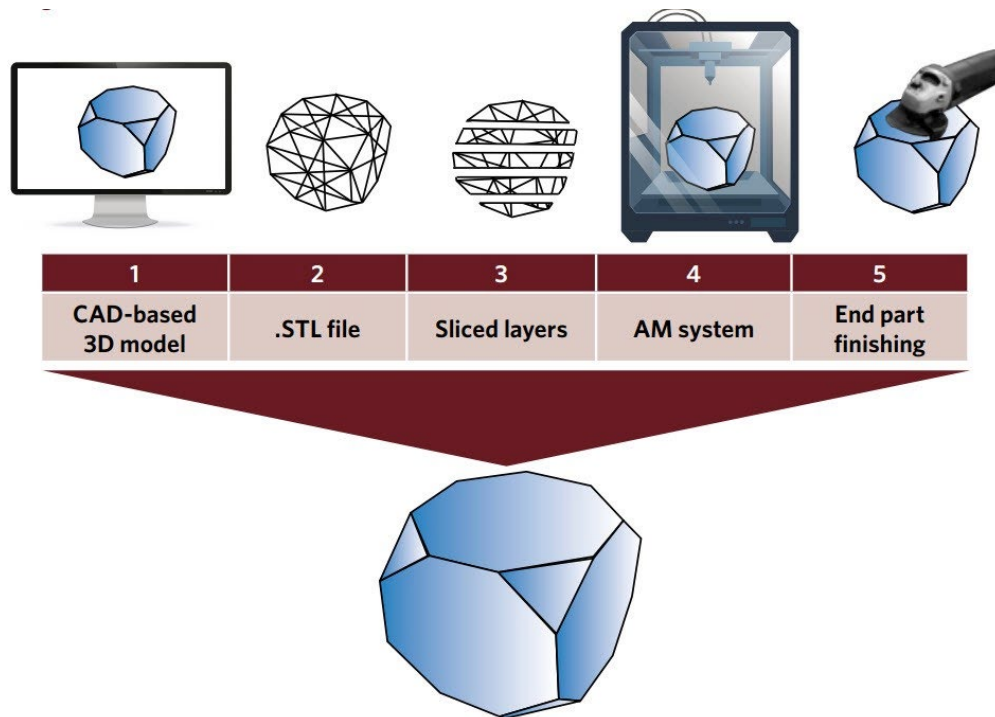 1
2
3
4
5
CAD-based
3D model
.STL file
Sliced layers
AM system
End part
finishing